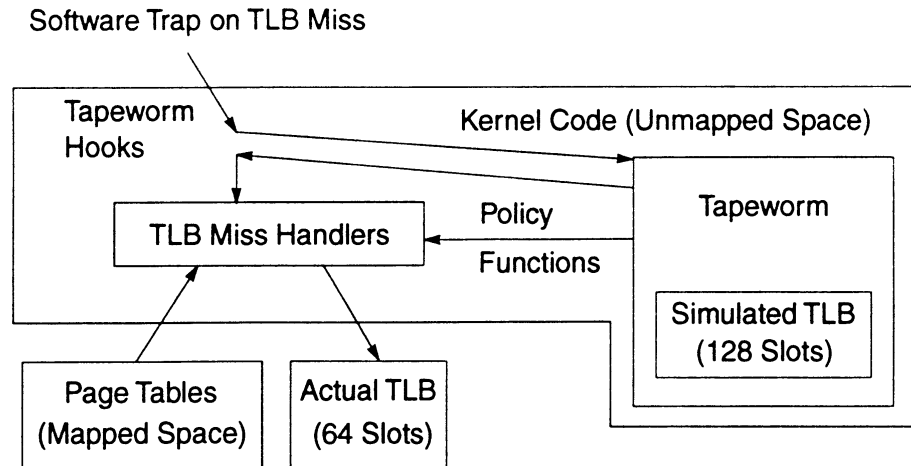 Software Trap on TLB Miss
Tapeworm
Hooks
Kernel Code (Unmapped Space)
Tapeworm
TLB Miss Handlers
Policy
Functions
Simulated TLB
(128 Slots)
Page Tables
(Mapped Space)
Actual TLB
(64 Slots)